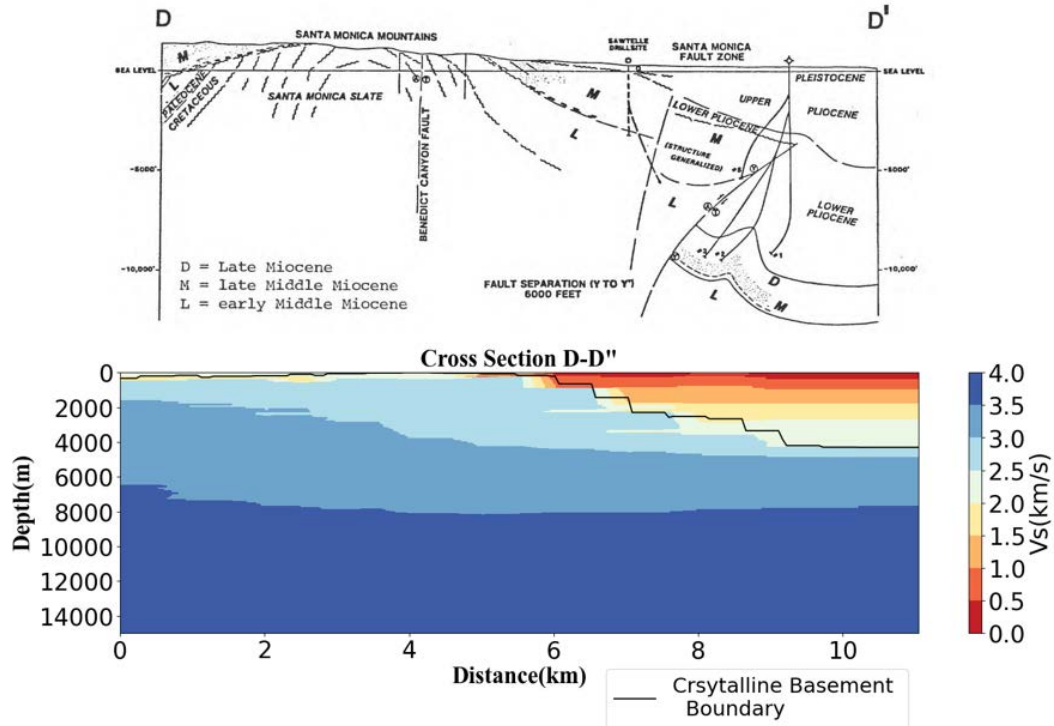 D
D'
SANTA MONICA MOUNTAINS
SAWTELLE
DRILLSITE
SANTA MONICA
FAULT ZONE
SEA LEVEL
M
L
PALEOCENE
CRETACEOUS
SANTA MONICA SLATE
BENEDICT CANYON FAULT
M
L
PLEISTOCENE
SEA LEVEL
UPPER
PLIOCENE
LOWER PLIOCENE
M
(STRUCTURE
GENERALIZED)
-5000'
-5000'
L
LOWER
PLIOCENE
-10,000'
-10,000'
D = Late Miocene
M = late Middle Miocene
L = early Middle Miocene
FAULT SEPARATION (Y TO Y')
6000 FEET
L
D
M
#1
Cross Section D-D"
0
2000
4000
6000
8000
10000
12000
14000
Depth(m)
0
2
4
6
8
10
Distance(km)
4.0
3.5
3.0
2.5
2.0
1.5
1.0
0.5
0.0
Vs(km/s)
Crsytalline Basement
Boundary